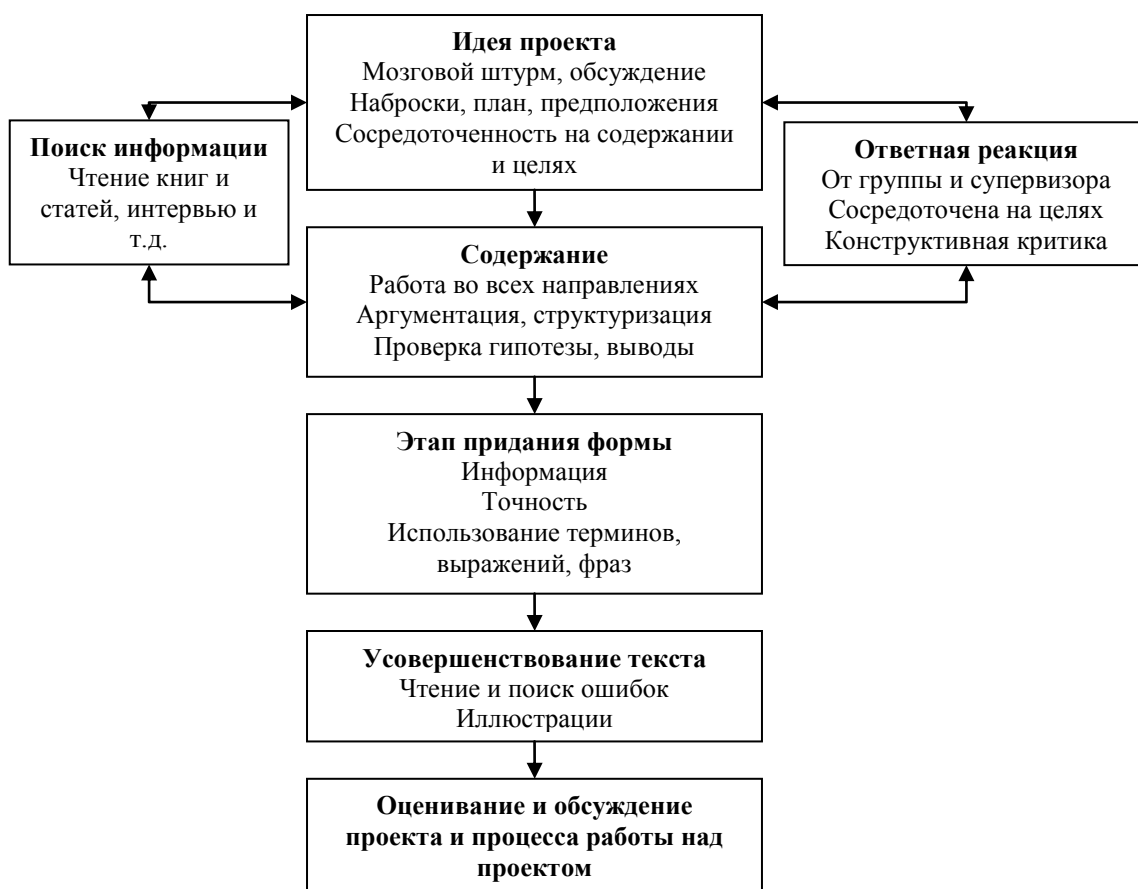 Идея проекта
Мозговой штурм, обсуждение
Наброски, план, предположения
Сосредоточенность на содержании
и целях
Поиск информации
Чтение книг и
статей, интервью и
т.д.
Ответная реакция
От группы и супервизора
Сосредоточена на целях
Конструктивная критика
Содержание
Работа во всех направлениях
Аргументация, структуризация
Проверка гипотезы, выводы
Этап придания формы
Информация
Точность
Использование терминов,
выражений, фраз
Усовершенствование текста
Чтение и поиск ошибок
Иллюстрации
Оценивание и обсуждение
проекта и процесса работы над
проектом